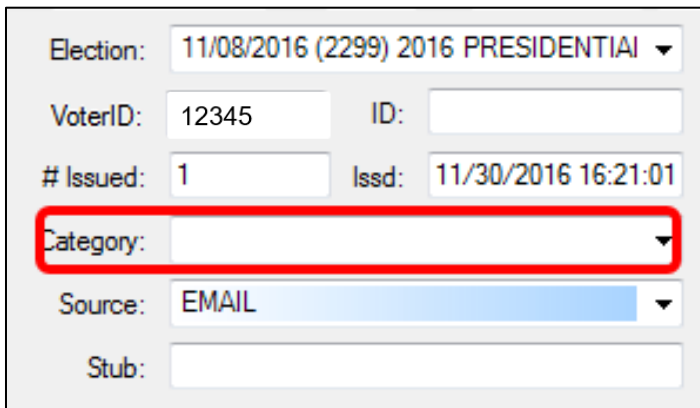 Election: 11/08/2016 (2299) 2016 PRESIDENTIAL
VoterID: 12345 ID:
# Issued: 1 Issd: 11/30/2016 16:21:01
Category:
Source: EMAIL
Stub: